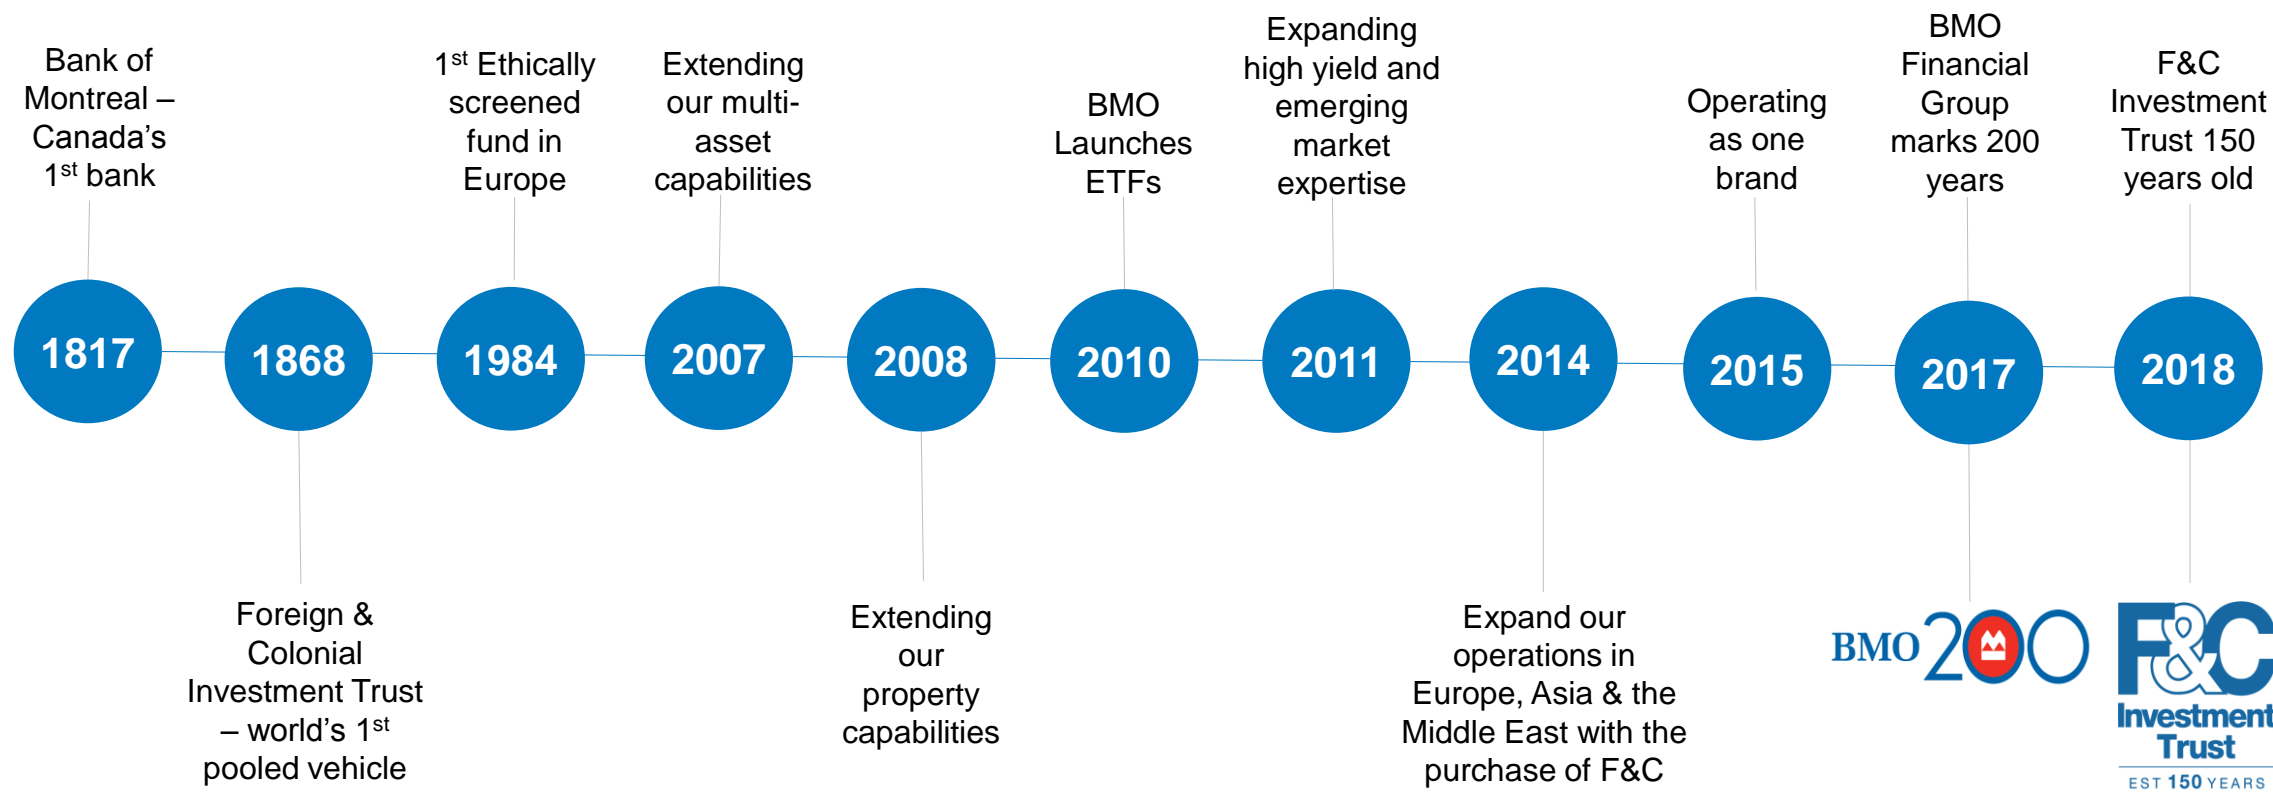 Bank of
Montreal –
Canada’s
1st bank
1st Ethically
screened
fund in
Europe
Extending
our multi-
asset
capabilities
BMO
Launches
ETFs
Expanding
high yield and
emerging
market
expertise
Operating
as one
brand
BMO
Financial
Group
marks 200
years
F&C
Investment
Trust 150
years old
1817
1868
1984
2007
2008
2010
2011
2014
2015
2017
2018
Foreign &
Colonial
Investment Trust
– world’s 1st
pooled vehicle
Extending
our
property
capabilities
Expand our
operations in
Europe, Asia & the
Middle East with the
purchase of F&C
BMO 200
F&C
Investment
Trust
EST 150 YEARS